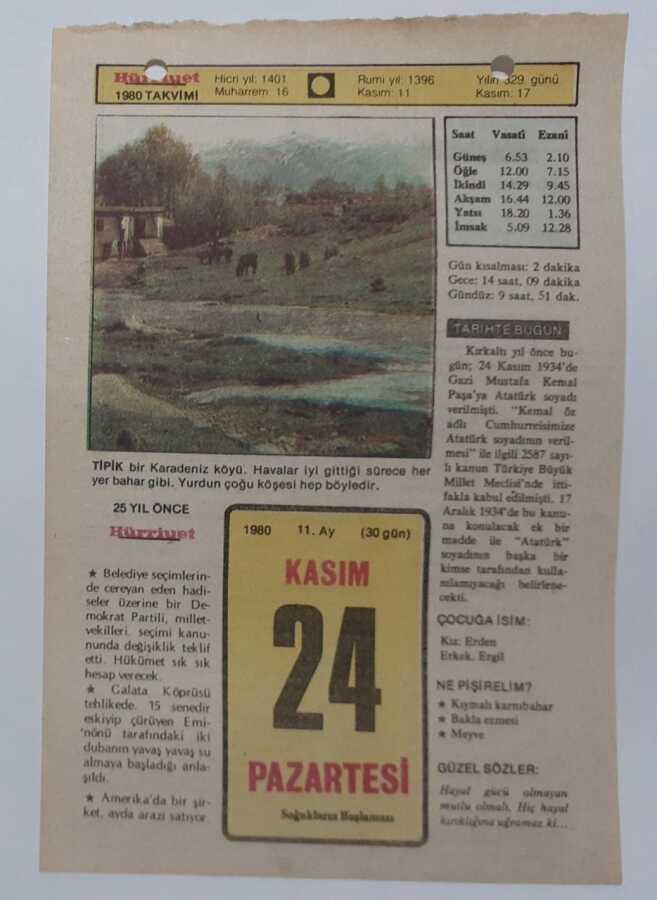 Hürriyet
1980 TAKVİMİ
Hicri yıl: 1401
Muharrem: 16
Rumi yıl: 1396
Kasım: 11
Yılın 329. günü
Kasım: 17
Saat Vasatî Ezanî
Güneş 6.53 2.10
Öğle 12.00 7.15
İkindi 14.29 9.45
Akşam 16.44 12.00
Yatsı 18.20 1.36
İmsak 5.09 12.28
Gün kısalması: 2 dakika
Gece: 14 saat, 09 dakika
Gündüz: 9 saat, 51 dak.
TARİHTE BUGÜN
Kırkaltı yıl önce bu-
gün; 24 Kasım 1934'de
Gazi Mustafa Kemal
Paşa'ya Atatürk soyadı
verilmişti. "Kemal öz
adlı Cumhurreisimize
Atatürk soyadının veril-
mesi" ile ilgili 2587 sayı-
lı kanun Türkiye Büyük
Millet Meclisi'nde itti-
fakla kabul edilmişti. 17
Aralık 1934'de bu kanu-
na konulacak ek bir
madde ile "Atatürk"
soyadının başka bir
kimse tarafından kulla-
nılamıyacağı belirlene-
cekti.
ÇOCUĞA İSİM:
Kız: Erden
Erkek. Ergil
NE PİŞİRELİM?
★ Kıymalı karnıbahar
★ Bakla ezmesi
★ Meyve
GÜZEL SÖZLER:
Hayal gücü olmayan
mutlu olmalı. Hiç hayal
kırıklığına uğramaz ki...
TİPİK bir Karadeniz köyü. Havalar iyi gittiği sürece her
yer bahar gibi. Yurdun çoğu köşesi hep böyledir.
25 YIL ÖNCE
Hürriyet
★ Belediye seçimlerin-
de cereyan eden hadi-
seler üzerine bir De-
mokrat Partili, millet-
vekilleri, seçimi kanu-
nunda değişiklik teklif
etti. Hükümet sık sık
hesap verecek.
★ Galata Köprüsü
tehlikede. 15 senedir
eskiyip çürüyen Emi-
nönü tarafındaki iki
dubanın yavaş yavaş su
almaya başladığı anla-
şıldı.
★ Amerika'da bir şir-
ket, ayda arazi satıyor
1980 11. Ay (30 gün)
KASIM
24
PAZARTESİ
Soğukların Başlaması